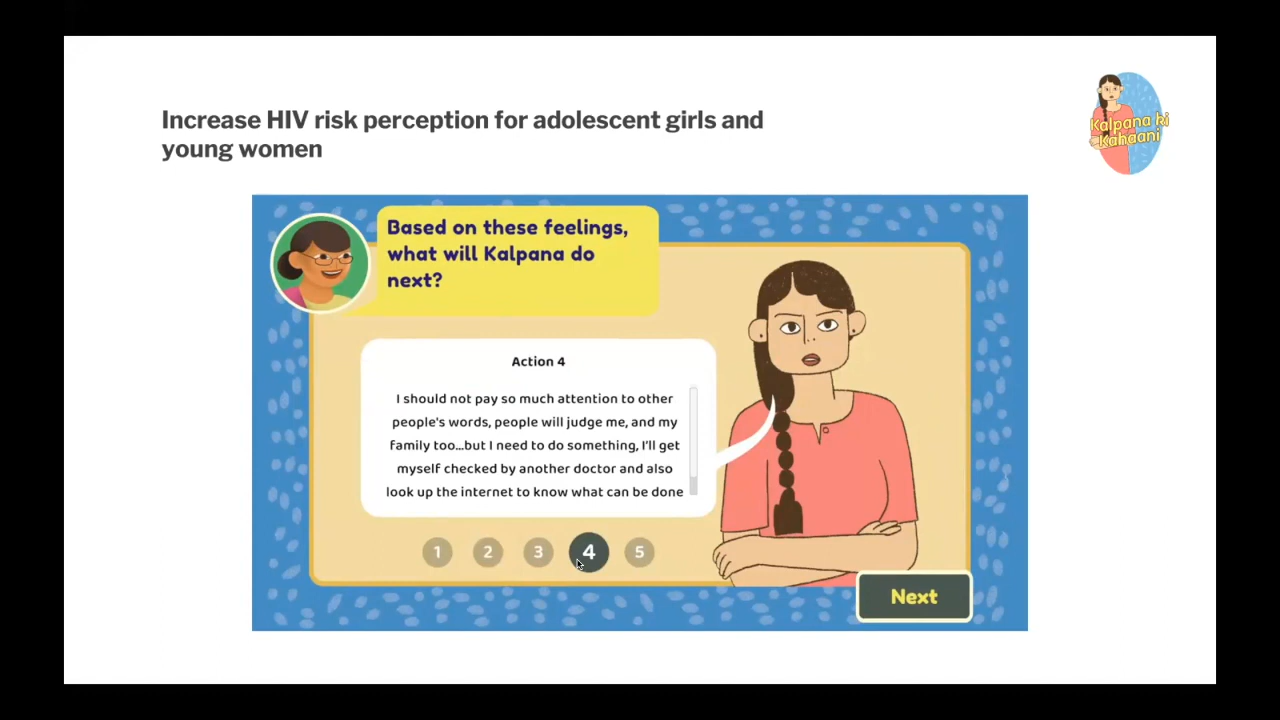 Increase HIV risk perception for adolescent girls and
young women
Kalpana ki
Kahaani
Based on these feelings,
what will Kalpana do
next?
Action 4
I should not pay so much attention to other
people's words, people will judge me, and my
family too...but I need to do something, I'll get
myself checked by another doctor and also
look up the internet to know what can be done
1 2 3 4 5
Next